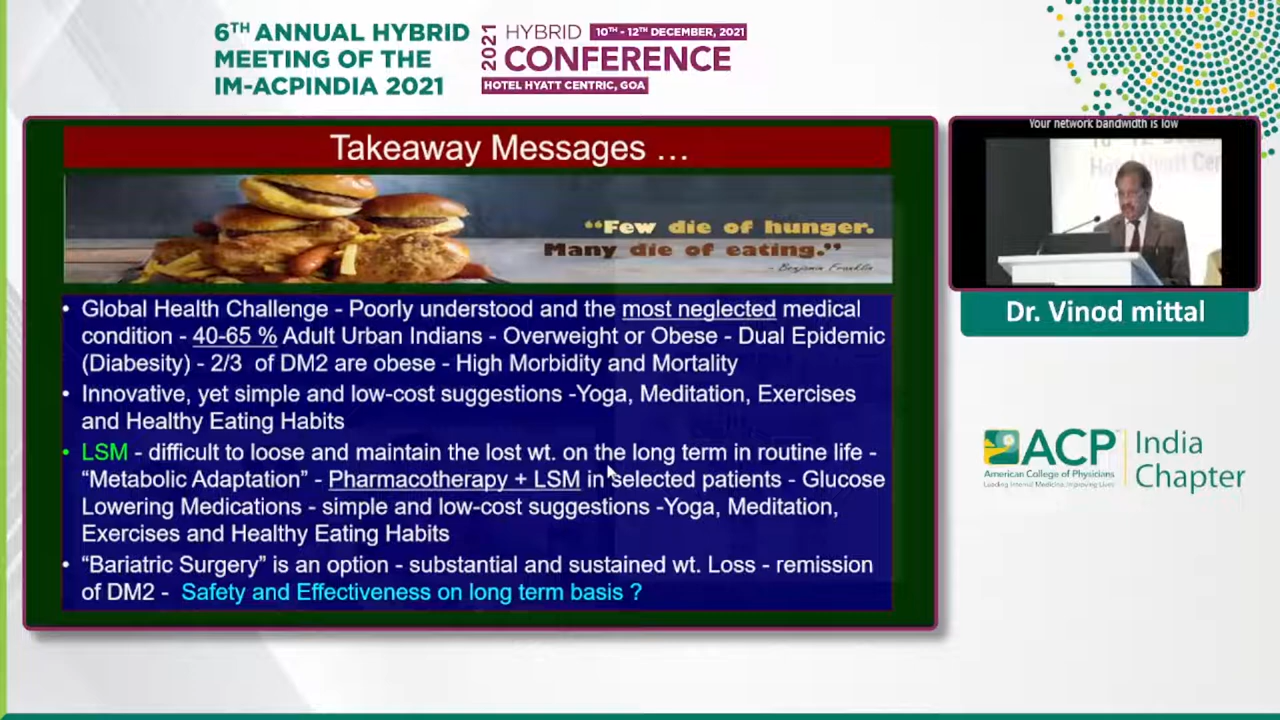 6TH ANNUAL HYBRID
MEETING OF THE
IM-ACPINDIA 2021
2021
HYBRID 10TH - 12TH DECEMBER, 2021
CONFERENCE
HOTEL HYATT CENTRIC, GOA
Takeaway Messages ...
“Few die of hunger.
Many die of eating.”
- Benjamin Franklin
• Global Health Challenge - Poorly understood and the most neglected medical
condition - 40-65 % Adult Urban Indians - Overweight or Obese - Dual Epidemic
(Diabesity) - 2/3 of DM2 are obese - High Morbidity and Mortality
• Innovative, yet simple and low-cost suggestions -Yoga, Meditation, Exercises
and Healthy Eating Habits
• LSM - difficult to loose and maintain the lost wt. on the long term in routine life -
“Metabolic Adaptation” - Pharmacotherapy + LSM in selected patients - Glucose
Lowering Medications - simple and low-cost suggestions -Yoga, Meditation,
Exercises and Healthy Eating Habits
• “Bariatric Surgery” is an option - substantial and sustained wt. Loss - remission
of DM2 - Safety and Effectiveness on long term basis ?
Your network bandwidth is low
Dr. Vinod mittal
ACP
American College of Physicians
Leading Internal Medicine, Improving Lives
India
Chapter